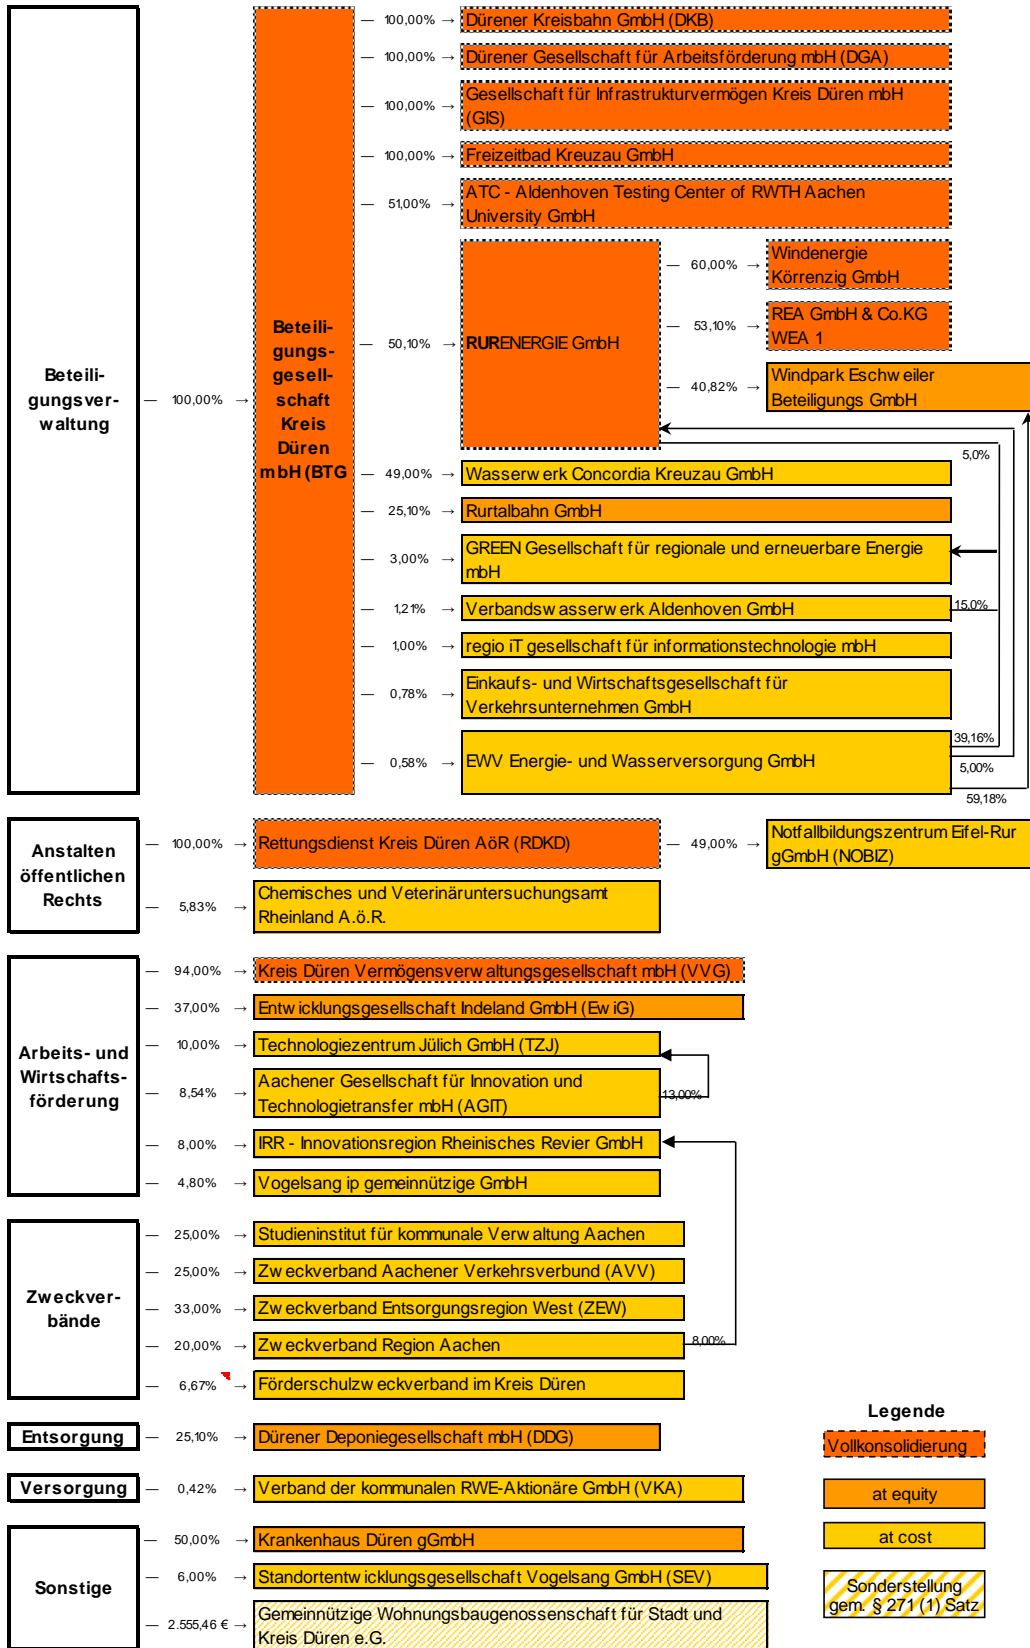 Beteili-
gungsver-
waltung
— 100,00% →
Beteili-
gungs-
gesell-
schaft
Kreis
Düren
mbH (BTG
— 100,00% → Dürener Kreisbahn GmbH (DKB)
— 100,00% → Dürener Gesellschaft für Arbeitsförderung mbH (DGA)
— 100,00% → Gesellschaft für Infrastrukturvermögen Kreis Düren mbH
(GIS)
— 100,00% → Freizeitbad Kreuzau GmbH
— 51,00% → ATC - Aldenhoven Testing Center of RWTH Aachen
University GmbH
— 50,10% → RURENERGIE GmbH
— 60,00% → Windenergie
Körrenzig GmbH
— 53,10% → REA GmbH & Co.KG
WEA 1
— 40,82% → Windpark Eschweiler
Beteiligungs GmbH
5,0%
— 49,00% → Wasserwerk Concordia Kreuzau GmbH
— 25,10% → Rurtalbahn GmbH
— 3,00% → GREEN Gesellschaft für regionale und erneuerbare Energie
mbH
— 1,21% → Verbandswasserwerk Aldenhoven GmbH
15,0%
— 1,00% → regio iT gesellschaft für informationstechnologie mbH
— 0,78% → Einkaufs- und Wirtschaftsgesellschaft für
Verkehrsunternehmen GmbH
— 0,58% → EWV Energie- und Wasserversorgung GmbH
39,16%
5,00%
59,18%
Anstalten
öffentlichen
Rechts
— 100,00% → Rettungsdienst Kreis Düren AöR (RDKD)
— 49,00% → Notfallbildungszentrum Eifel-Rur
gGmbH (NOBIZ)
— 5,83% → Chemisches und Veterinäruntersuchungsamt
Rheinland A.ö.R.
Arbeits- und
Wirtschafts-
förderung
— 94,00% → Kreis Düren Vermögensverwaltungsgesellschaft mbH (VVG)
— 37,00% → Entwicklungsgesellschaft Indeland GmbH (EwiG)
— 10,00% → Technologiezentrum Jülich GmbH (TZJ)
— 8,54% → Aachener Gesellschaft für Innovation und
Technologietransfer mbH (AGIT)
13,00%
— 8,00% → IRR - Innovationsregion Rheinisches Revier GmbH
— 4,80% → Vogelsang ip gemeinnützige GmbH
Zweckver-
bände
— 25,00% → Studieninstitut für kommunale Verwaltung Aachen
— 25,00% → Zweckverband Aachener Verkehrsverbund (AVV)
— 33,00% → Zweckverband Entsorgungsregion West (ZEW)
— 20,00% → Zweckverband Region Aachen
8,00%
— 6,67% → Förderschulzweckverband im Kreis Düren
Entsorgung
— 25,10% → Dürener Deponiegesellschaft mbH (DDG)
Versorgung
— 0,42% → Verband der kommunalen RWE-Aktionäre GmbH (VKA)
Sonstige
— 50,00% → Krankenhaus Düren gGmbH
— 6,00% → Standortentwicklungsgesellschaft Vogelsang GmbH (SEV)
— 2.555,46 € → Gemeinnützige Wohnungsbaugenossenschaft für Stadt und
Kreis Düren e.G.
Legende
Vollkonsolidierung
at equity
at cost
Sonderstellung
gem. § 271 (1) Satz